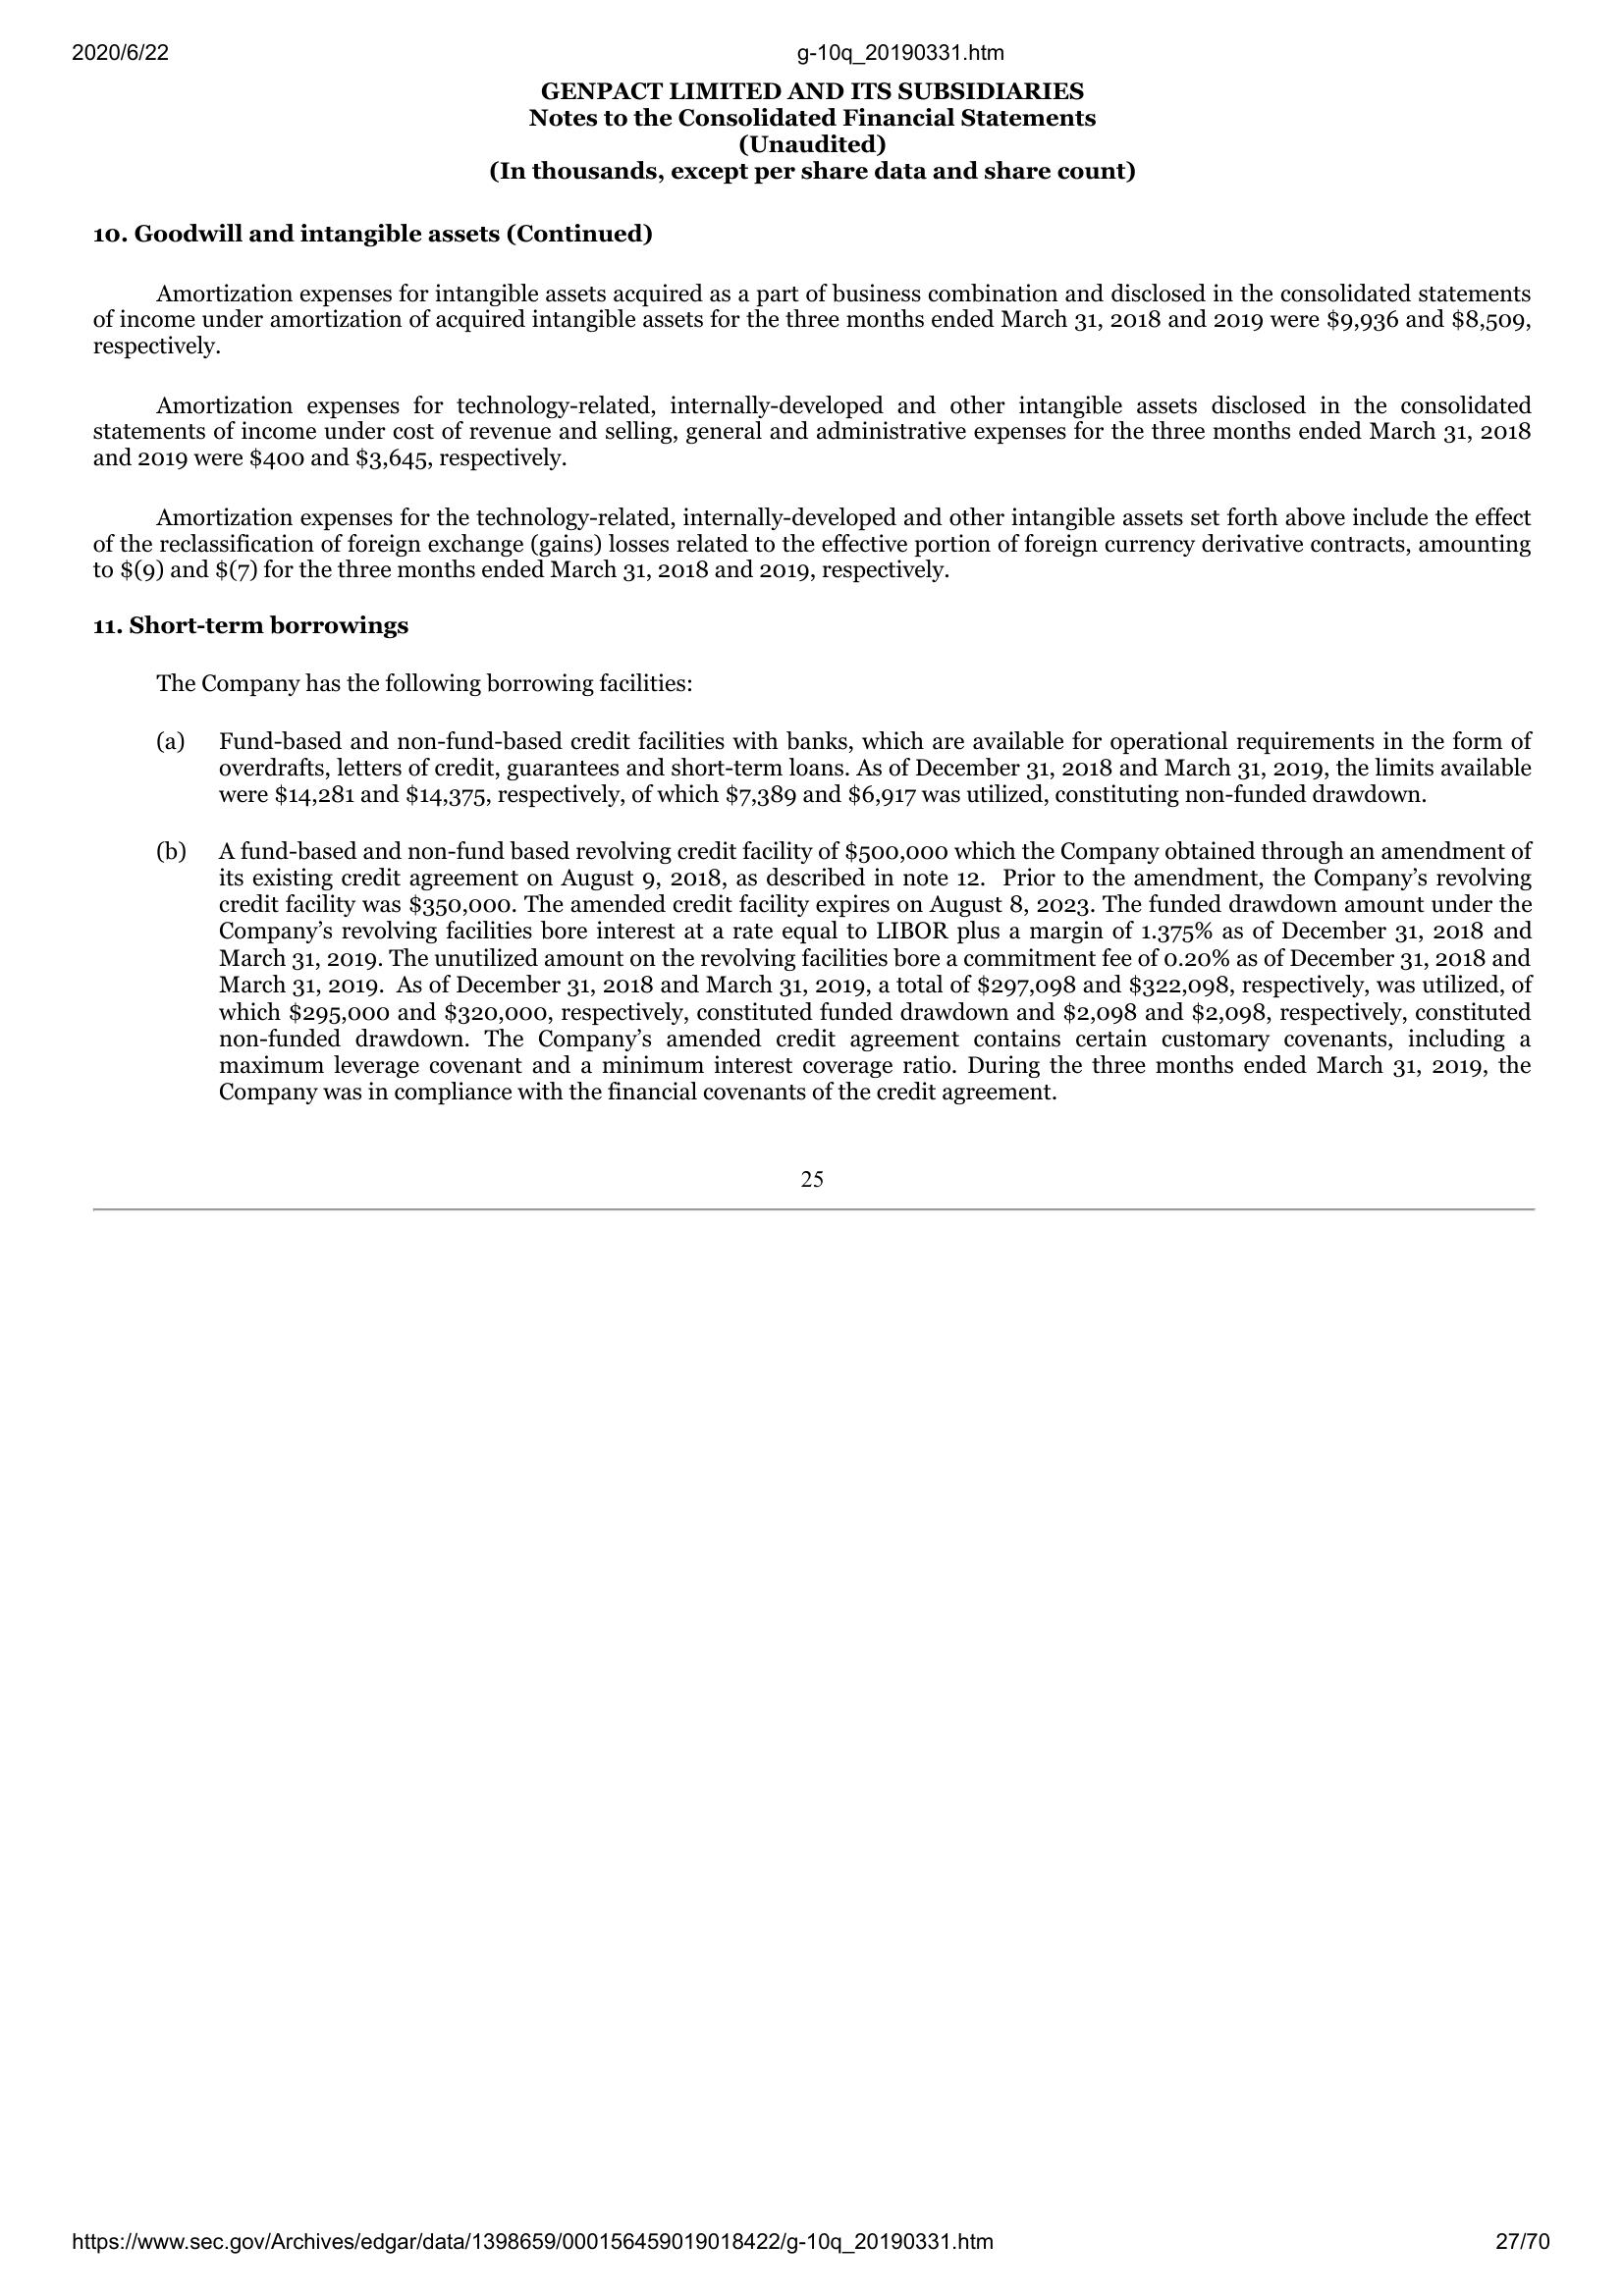 2020/6/22 g-10q_20190331.htm
GENPACT LIMITED AND ITS SUBSIDIARIES
Notes to the Consolidated Financial Statements
(Unaudited)
(In thousands, except per share data and share count)
10. Goodwill and intangible assets (Continued)
Amortization expenses for intangible assets acquired as a part of business combination and disclosed in the consolidated statements
of income under amortization of acquired intangible assets for the three months ended March 31, 2018 and 2019 were $9,936 and $8,509,
respectively.
Amortization expenses for technology-related, internally-developed and other intangible assets disclosed in the consolidated
statements of income under cost of revenue and selling, general and administrative expenses for the three months ended March 31, 2018
and 2019 were $400 and $3,645, respectively.
Amortization expenses for the technology-related, internally-developed and other intangible assets set forth above include the effect
of the reclassification of foreign exchange (gains) losses related to the effective portion of foreign currency derivative contracts, amounting
to $(9) and $(7) for the three months ended March 31, 2018 and 2019, respectively.
11. Short-term borrowings
The Company has the following borrowing facilities:
(a) Fund-based and non-fund-based credit facilities with banks, which are available for operational requirements in the form of
overdrafts, letters of credit, guarantees and short-term loans. As of December 31, 2018 and March 31, 2019, the limits available
were $14,281 and $14,375, respectively, of which $7,389 and $6,917 was utilized, constituting non-funded drawdown.
(b) A fund-based and non-fund based revolving credit facility of $500,000 which the Company obtained through an amendment of
its existing credit agreement on August 9, 2018, as described in note 12. Prior to the amendment, the Company’s revolving
credit facility was $350,000. The amended credit facility expires on August 8, 2023. The funded drawdown amount under the
Company’s revolving facilities bore interest at a rate equal to LIBOR plus a margin of 1.375% as of December 31, 2018 and
March 31, 2019. The unutilized amount on the revolving facilities bore a commitment fee of 0.20% as of December 31, 2018 and
March 31, 2019. As of December 31, 2018 and March 31, 2019, a total of $297,098 and $322,098, respectively, was utilized, of
which $295,000 and $320,000, respectively, constituted funded drawdown and $2,098 and $2,098, respectively, constituted
non-funded drawdown. The Company’s amended credit agreement contains certain customary covenants, including a
maximum leverage covenant and a minimum interest coverage ratio. During the three months ended March 31, 2019, the
Company was in compliance with the financial covenants of the credit agreement.
25
https://www.sec.gov/Archives/edgar/data/1398659/000156459019018422/g-10q_20190331.htm 27/70